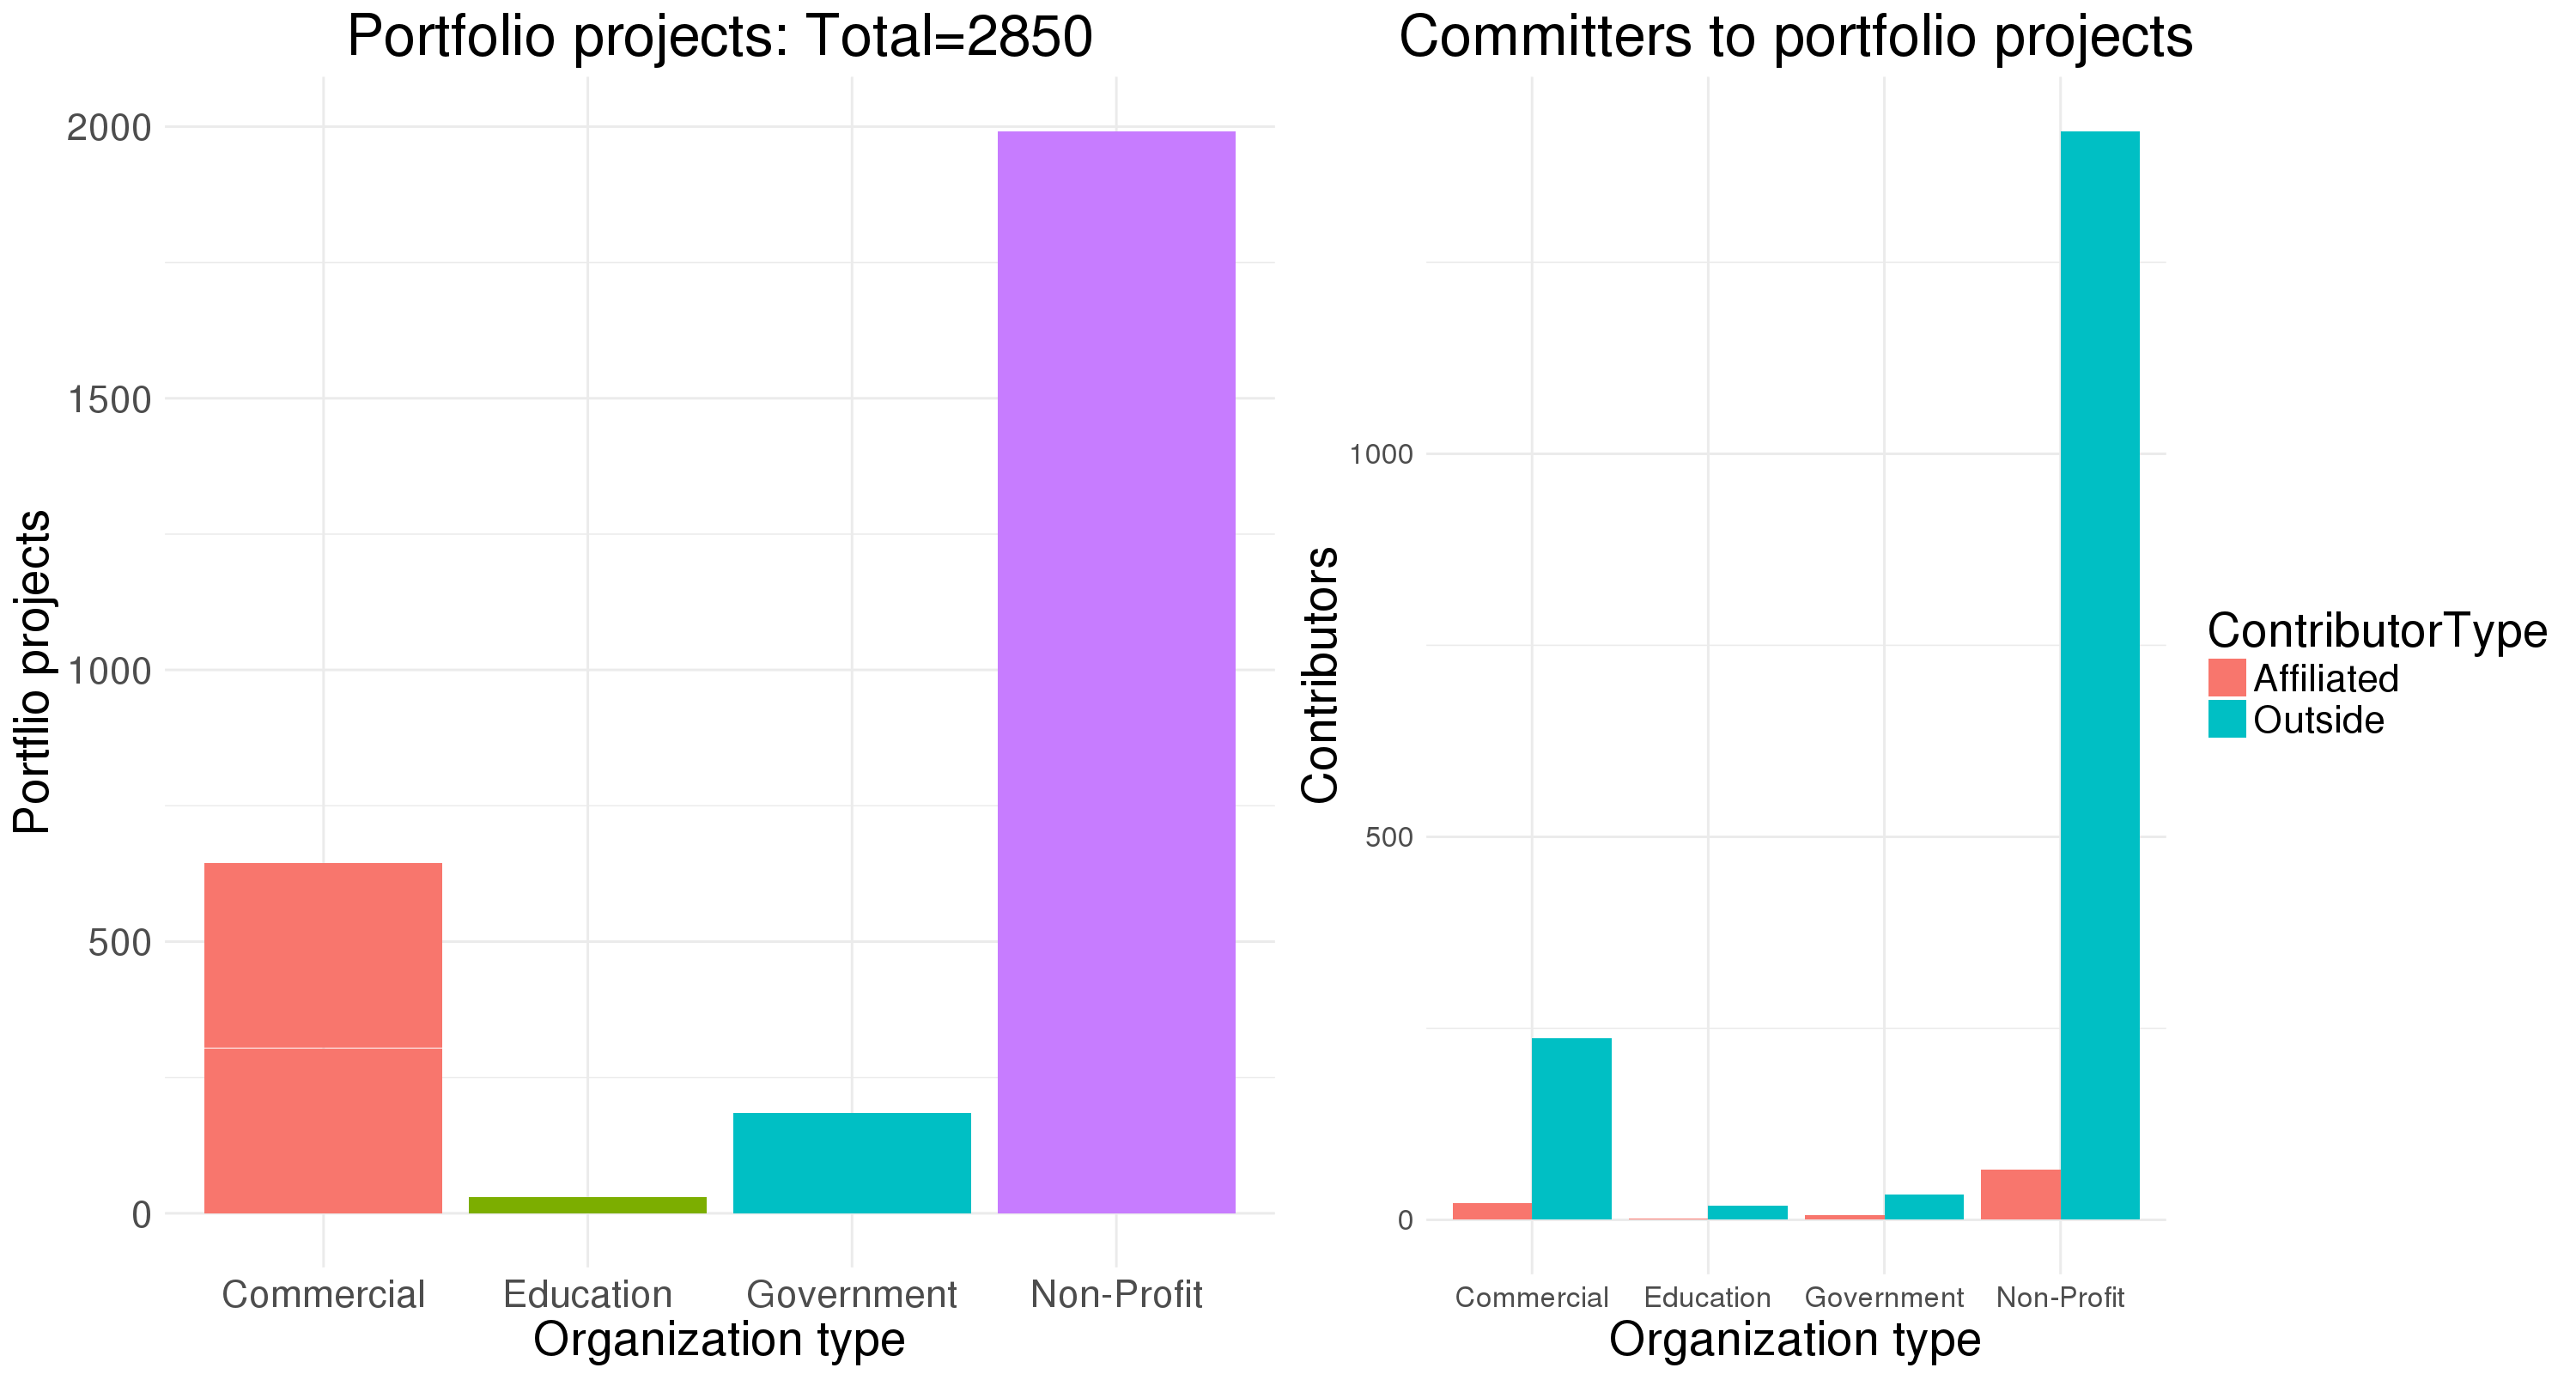 Portfolio projects: Total=2850
Portflio projects
2000
1500
1000
500
0
Commercial Education Government Non-Profit
Organization type
Committers to portfolio projects
Contributors
1000
500
0
Commercial Education Government Non-Profit
Organization type
ContributorType
Affiliated
Outside